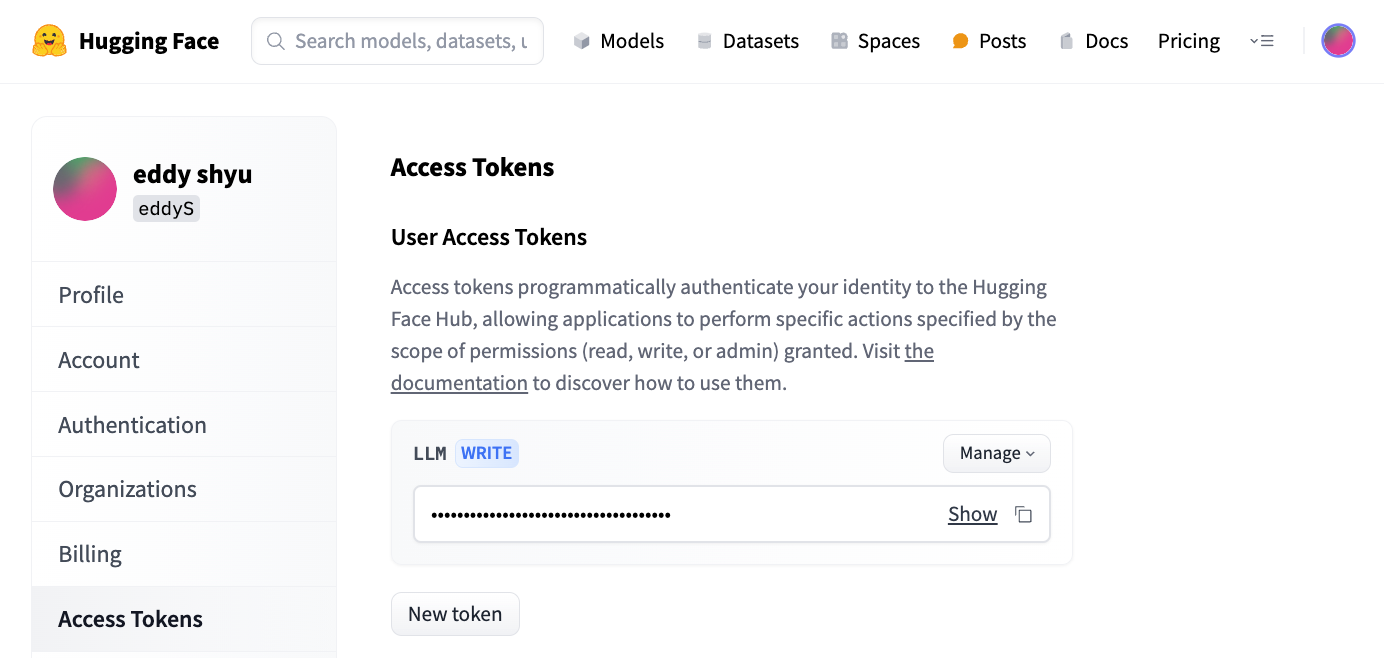 Hugging Face
Search models, datasets, u
Models
Datasets
Spaces
Posts
Docs
Pricing
eddy shyu
eddyS
Profile
Account
Authentication
Organizations
Billing
Access Tokens
Access Tokens
User Access Tokens
Access tokens programmatically authenticate your identity to the Hugging
Face Hub, allowing applications to perform specific actions specified by the
scope of permissions (read, write, or admin) granted. Visit the
documentation to discover how to use them.
LLM WRITE
Manage
•••••••••••••••••••••••••••••••••••••
Show
New token